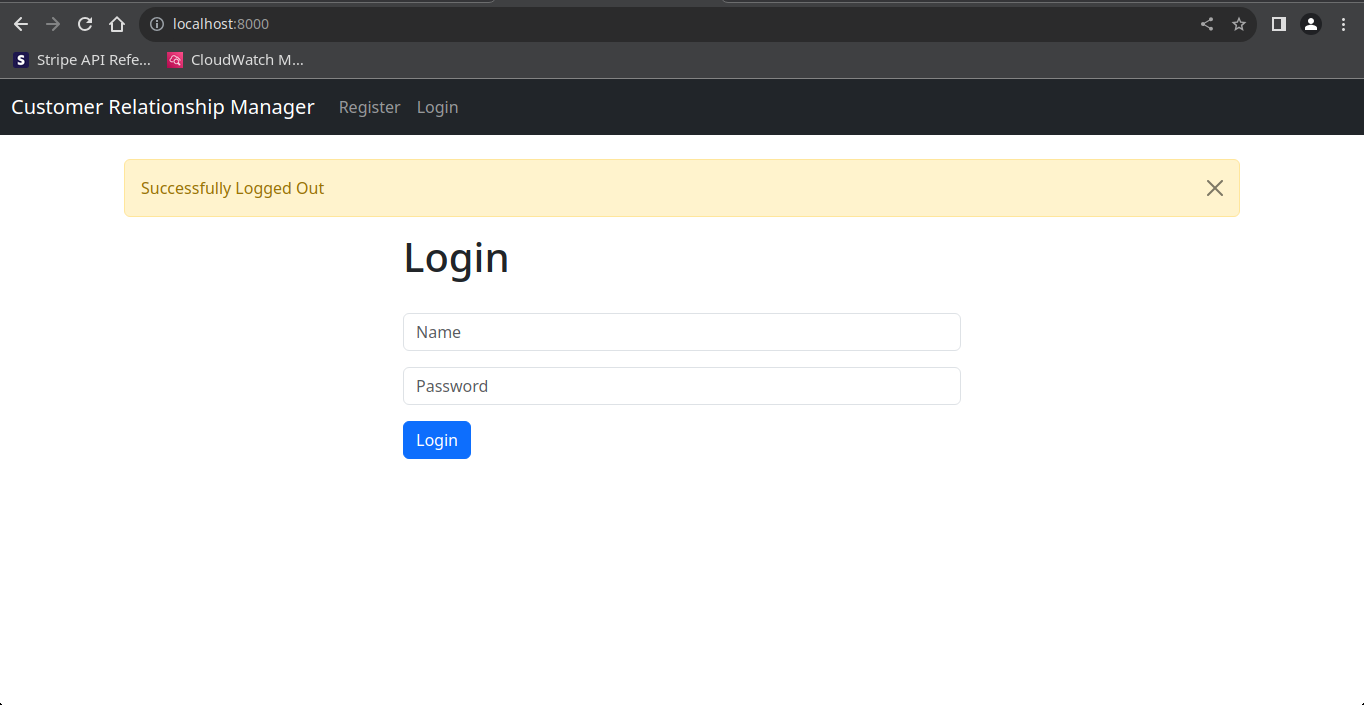 localhost:8000
S Stripe API Refe... CloudWatch M...
Customer Relationship Manager Register Login
Successfully Logged Out
Login
Name
Password
Login